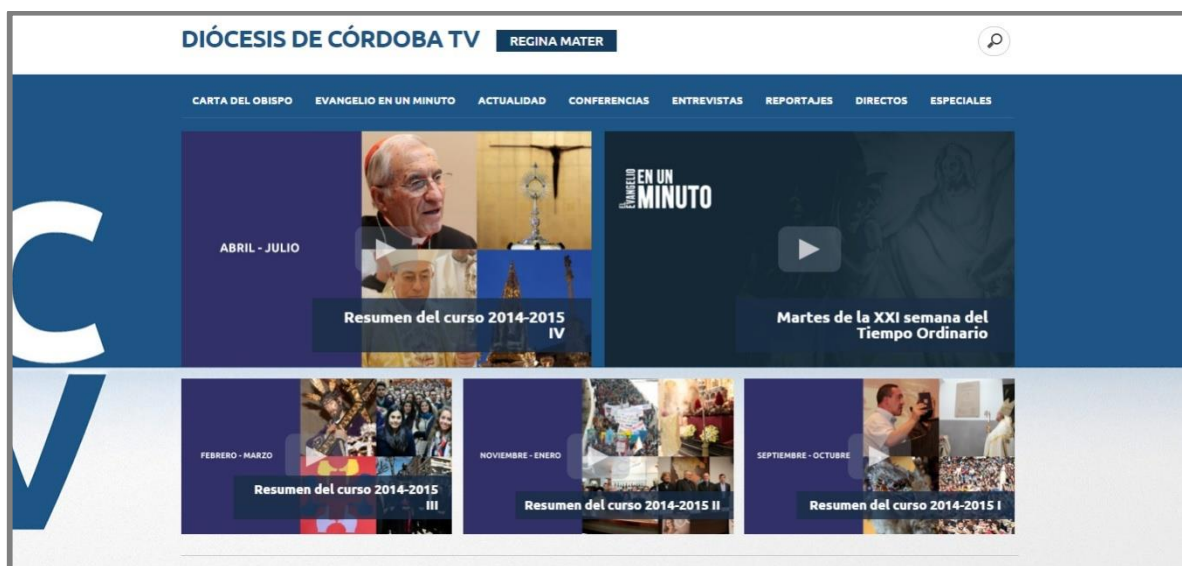 DIÓCESIS DE CÓRDOBA TV
REGINA MATER
CARTA DEL OBISPO
EVANGELIO EN UN MINUTO
ACTUALIDAD
CONFERENCIAS
ENTREVISTAS
REPORTAJES
DIRECTOS
ESPECIALES
ABRIL - JULIO
Resumen del curso 2014-2015
IV
EL EVANGELIO
EN UN
MINUTO
Martes de la XXI semana del
Tiempo Ordinario
C
V
FEBRERO - MARZO
Resumen del curso 2014-2015
III
NOVIEMBRE - ENERO
Resumen del curso 2014-2015 II
SEPTIEMBRE - OCTUBRE
Resumen del curso 2014-2015 I